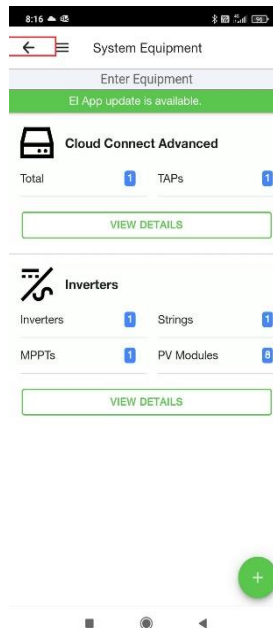 8:16
96
System Equipment
Enter Equipment
EI App update is available.
Cloud Connect Advanced
Total 1 TAPs 1
VIEW DETAILS
Inverters
Inverters 1 Strings 1
MPPTs 1 PV Modules 8
VIEW DETAILS
+